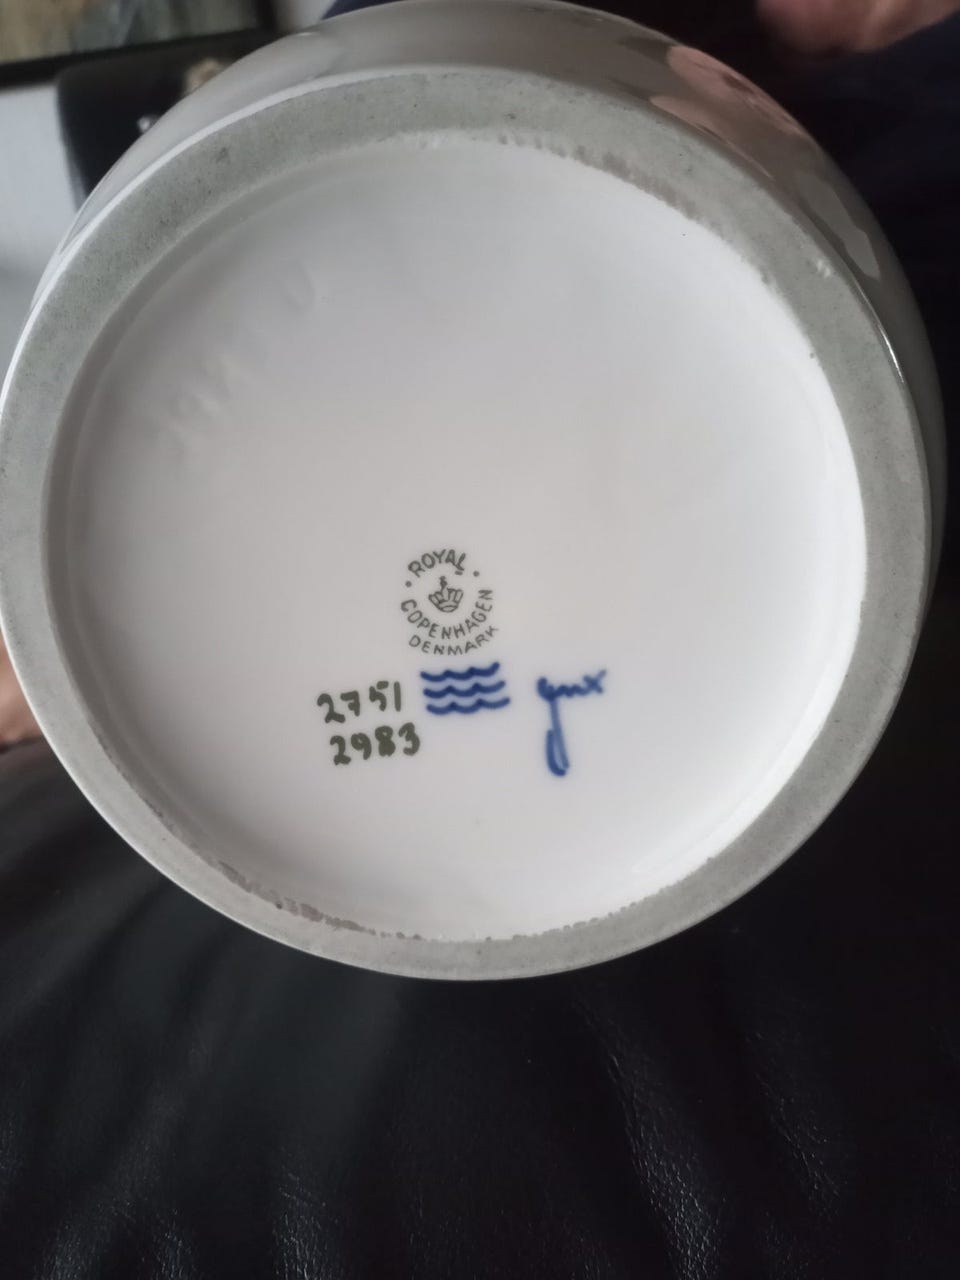 ROYAL
COPENHAGEN
DENMARK
2751
2983